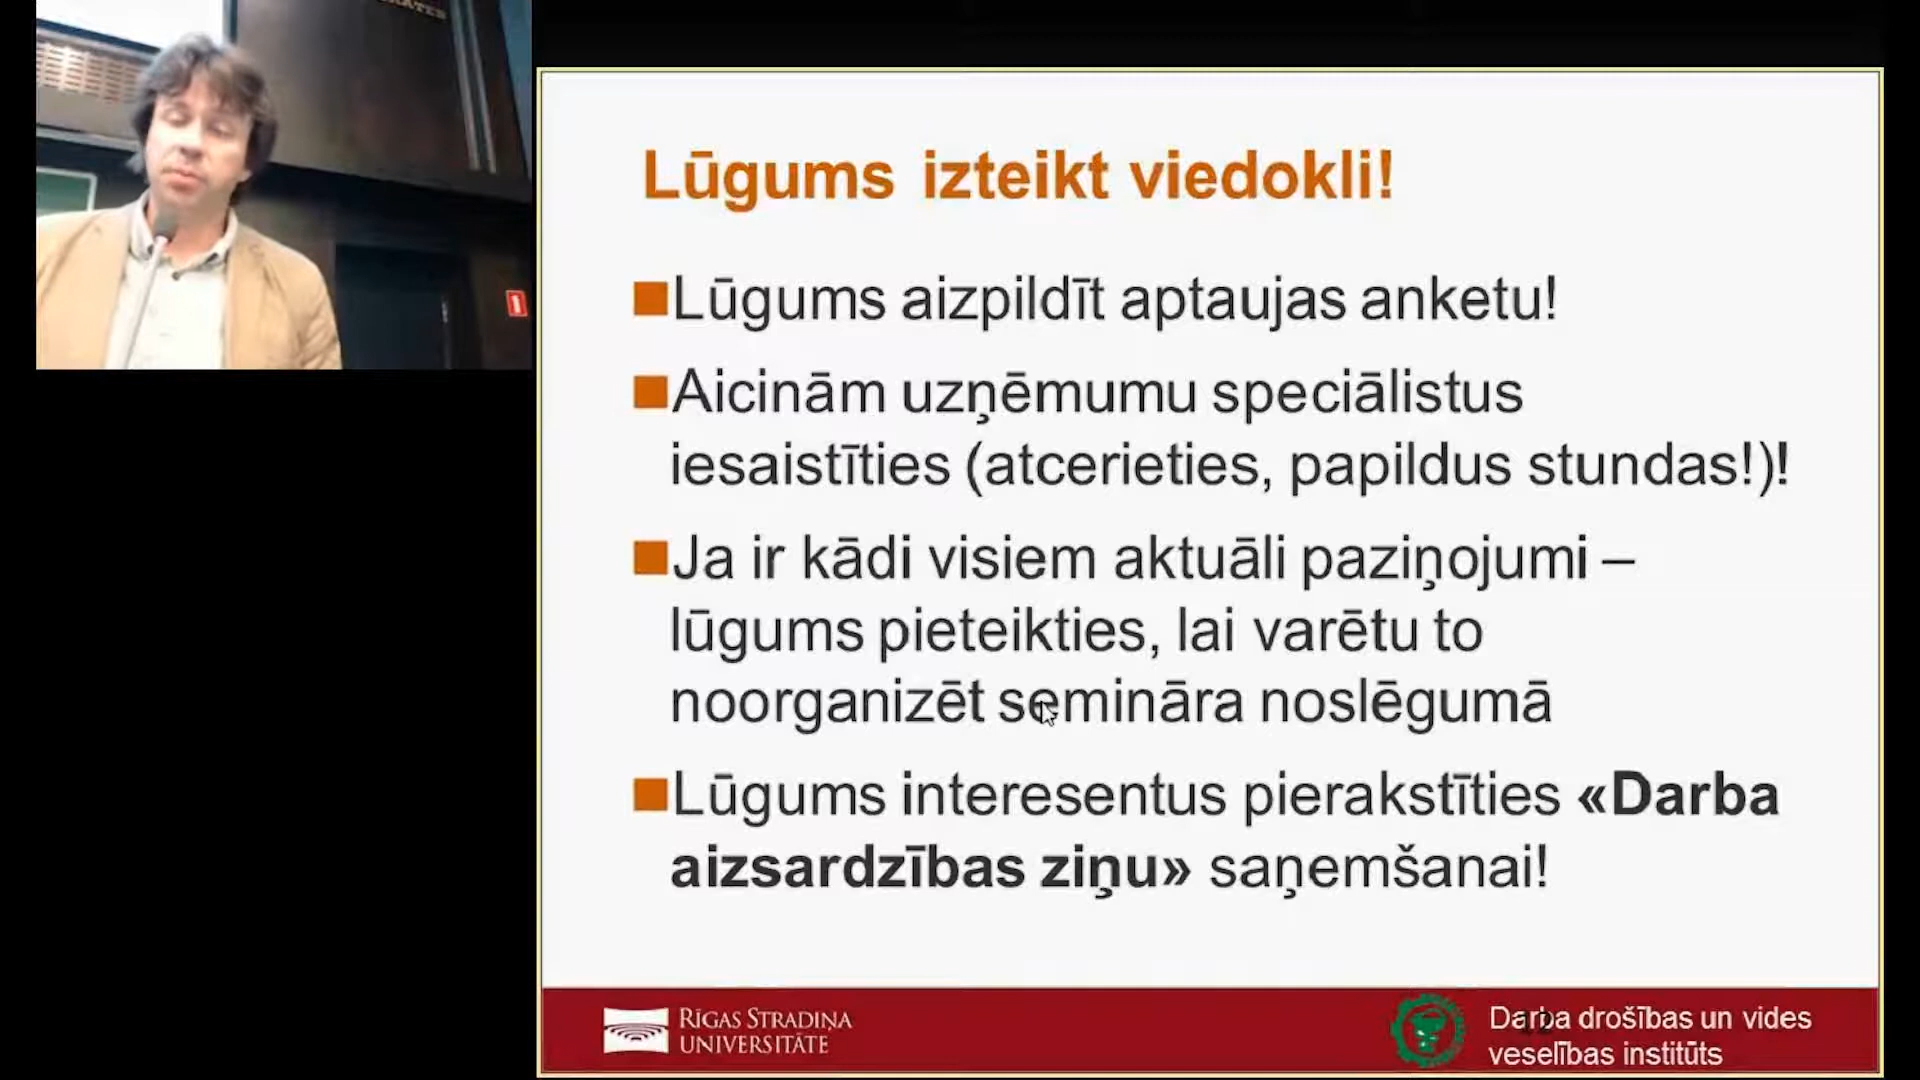 Lūgums izteikt viedokli!
Lūgums aizpildīt aptaujas anketu!
Aicinām uzņēmumu speciālistus
iesaistīties (atcerieties, papildus stundas!)!
Ja ir kādi visiem aktuāli paziņojumi –
lūgums pieteikties, lai varētu to
noorganizēt semināra noslēgumā
Lūgums interesentus pierakstīties «Darba
aizsardzības ziņu» saņemšanai!
RĪGAS STRADIŅA
UNIVERSITĀTE
Darba drošības un vides
veselības institūts